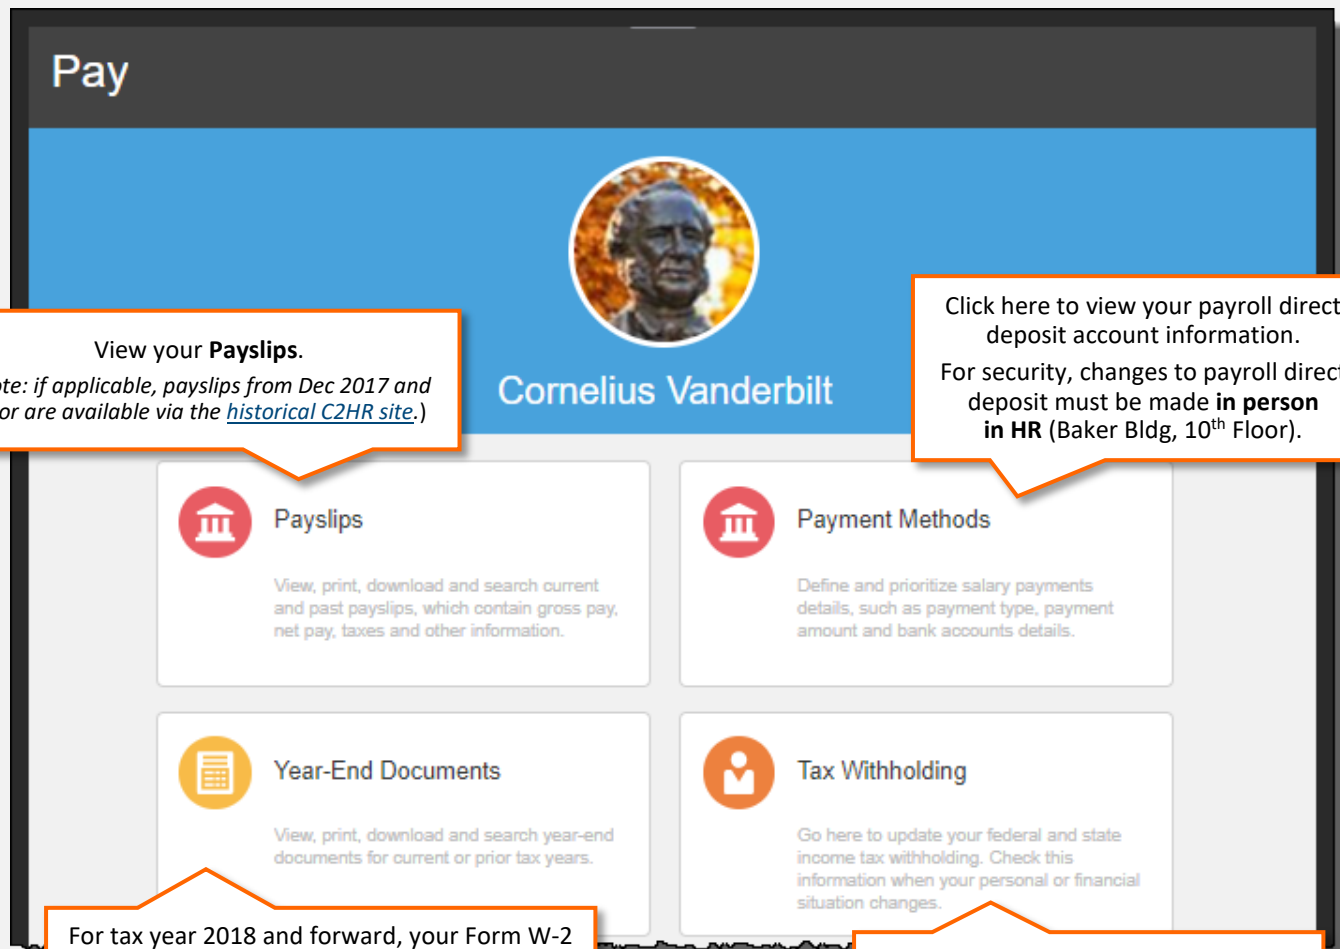 Pay
View your Payslips.
if applicable, payslips from Dec 2017 and
are available via the historical C2HR site.)
Click here to view your payroll direct
deposit account information.
For security, changes to payroll direct
deposit must be made in person
in HR (Baker Bldg, 10th Floor).
Cornelius Vanderbilt
Payslips
View, print, download and search current
and past payslips, which contain gross pay,
net pay, taxes and other information.
Payment Methods
Define and prioritize salary payments
details, such as payment type, payment
amount and bank accounts details.
Year-End Documents
View, print, download and search year-end
documents for current or prior tax years.
Tax Withholding
Go here to update your federal and state
income tax withholding. Check this
information when your personal or financial
situation changes.
For tax year 2018 and forward, your Form W-2